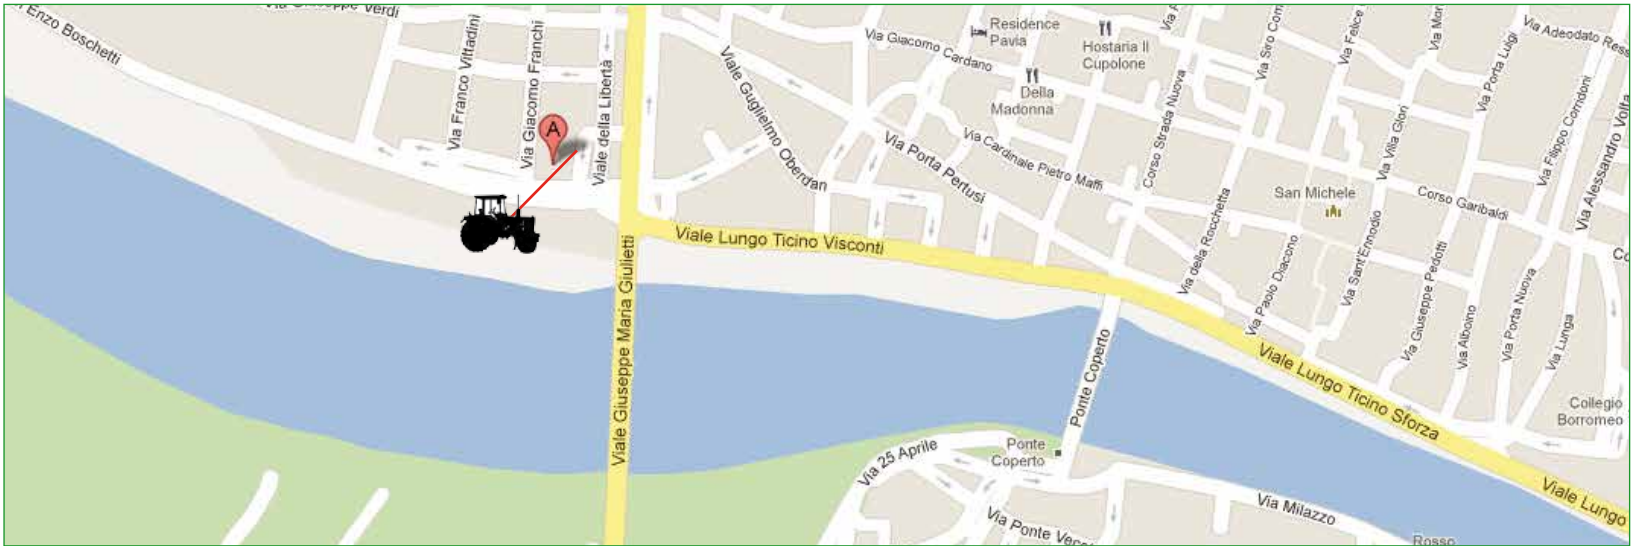 Via Giuseppe Verdi
Enzo Boschetti
Via Franco Vittadini
Via Giacomo Franchi
Viale della Libertà
A
Viale Guglielmo Oberdan
Via Giacomo Cardano
Residence
Pavia
Hostaria Il
Cupolone
Della
Madonna
Via Porta Pertusi
Via Cardinale Pietro Maffi
Corso Strada Nuova
Via Siro Com
Via Felice
Via Mor
Via Porta Luigi
Via Adeodato Ress
Via Filippo Corridoni
Via Alessandro Volta
Via Villa Glori
San Michele
Corso Garibaldi
Via della Rocchetta
Via Paolo Diacono
Via Sant'Ennodio
Via Giuseppe Pedotti
Via Alboino
Via Porta Nuova
Via Lunga
Viale Lungo Ticino Visconti
Viale Giuseppe Maria Giulietti
Ponte Coperto
Viale Lungo Ticino Sforza
Collegio
Borromeo
Via 25 Aprile
Ponte
Coperto
Via Milazzo
Viale Lungo
Rosso